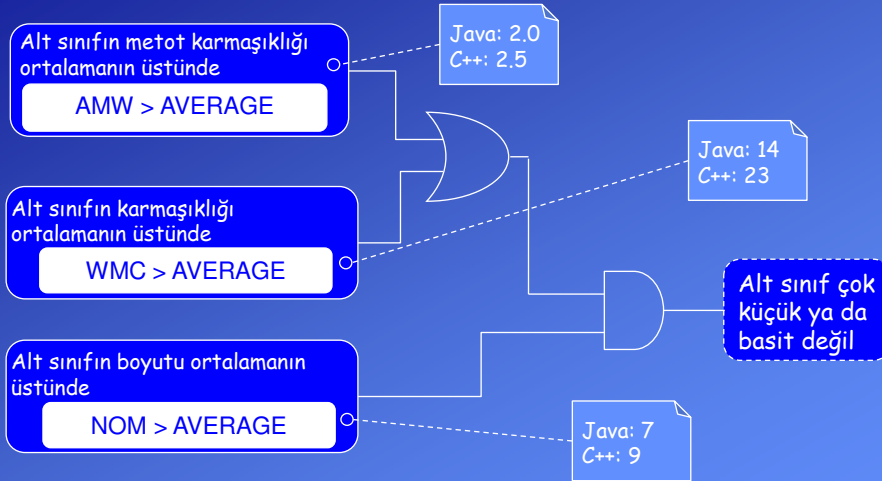 Alt sınıfın metot karmaşıklığı
ortalamanın üstünde
AMW > AVERAGE
Java: 2.0
C++: 2.5
Java: 14
C++: 23
Alt sınıfın karmaşıklığı
ortalamanın üstünde
WMC > AVERAGE
Alt sınıf çok
küçük ya da
basit değil
Alt sınıfın boyutu ortalamanın
üstünde
NOM > AVERAGE
Java: 7
C++: 9